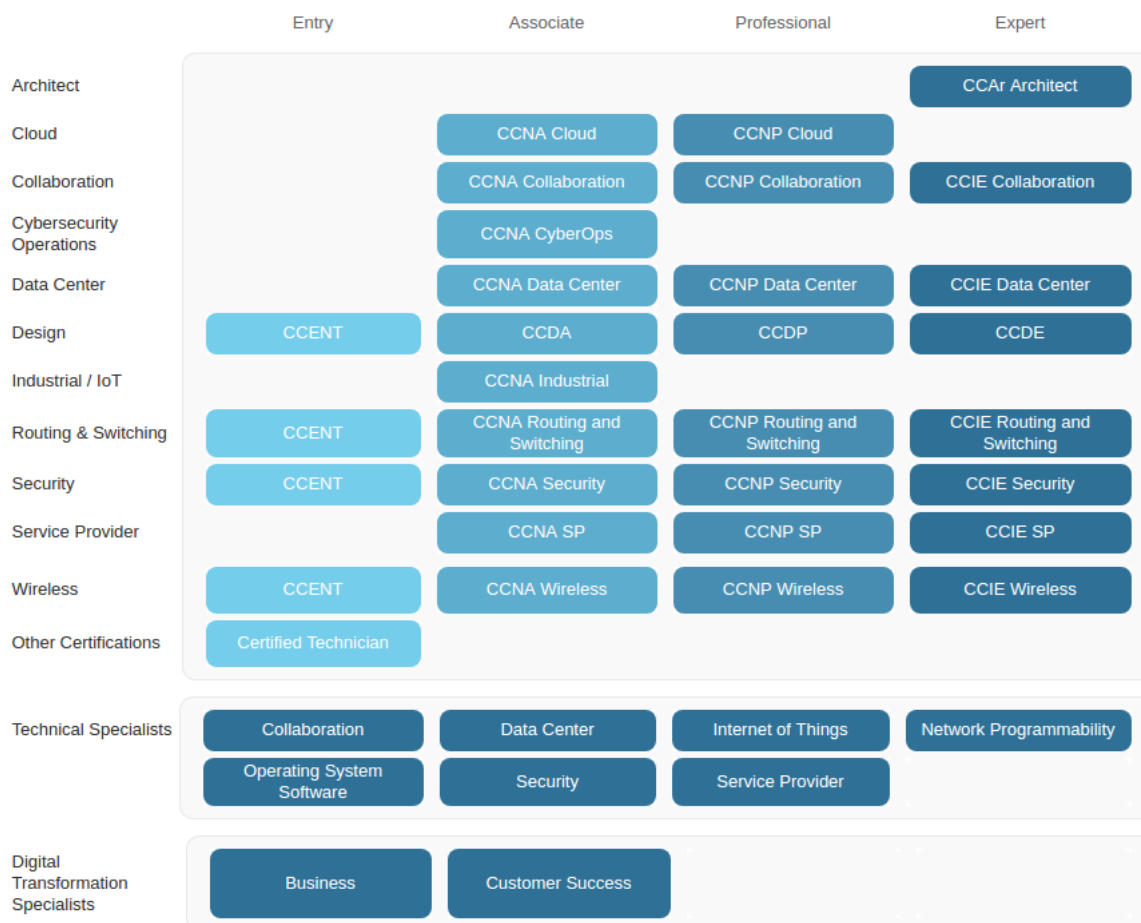 Entry Associate Professional Expert
Architect CCAr Architect
Cloud CCNA Cloud CCNP Cloud
Collaboration CCNA Collaboration CCNP Collaboration CCIE Collaboration
Cybersecurity
Operations
CCNA CyberOps
Data Center CCNA Data Center CCNP Data Center CCIE Data Center
Design CCENT CCDA CCDP CCDE
Industrial / IoT CCNA Industrial
Routing & Switching CCENT
CCNA Routing and
Switching
CCNP Routing and
Switching
CCIE Routing and
Switching
Security CCENT CCNA Security CCNP Security CCIE Security
Service Provider CCNA SP CCNP SP CCIE SP
Wireless CCENT CCNA Wireless CCNP Wireless CCIE Wireless
Other Certifications Certified Technician
Technical Specialists Collaboration Data Center Internet of Things Network Programmability
Operating System
Software
Security Service Provider
Digital
Transformation
Specialists
Business Customer Success